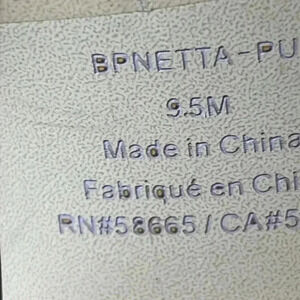 BPNETTA-PU
9.5M
Made in China
Fabriqué en Chi
RN#58665 / CA#5